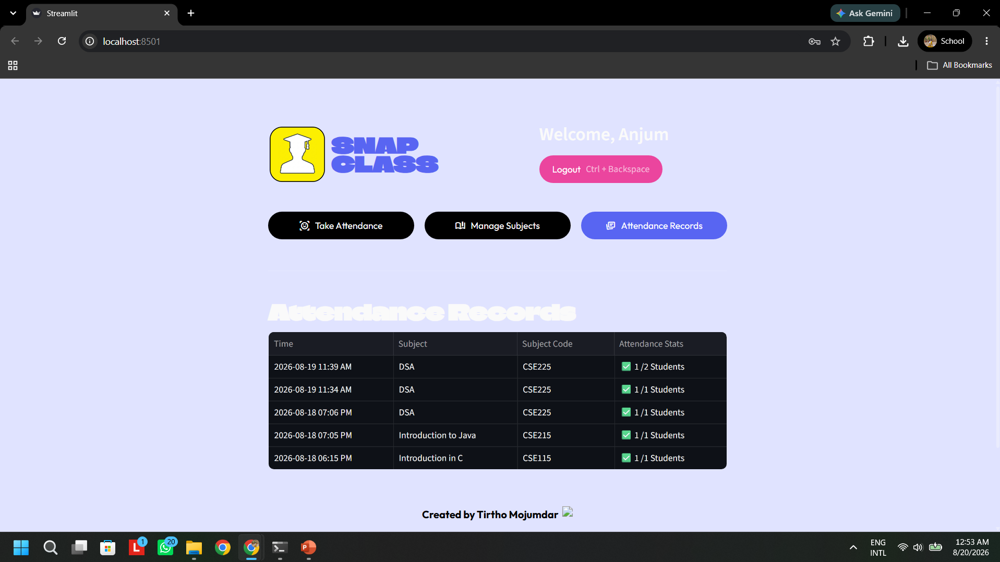 Streamlit
Ask Gemini
localhost:8501
School
All Bookmarks
SNAP
CLASS
Welcome, Anjum
Logout Ctrl + Backspace
Take Attendance
Manage Subjects
Attendance Records
Attendance Records
Time Subject Subject Code Attendance Stats
2026-08-19 11:39 AM DSA CSE225 ✅ 1 /2 Students
2026-08-19 11:34 AM DSA CSE225 ✅ 1 /1 Students
2026-08-18 07:06 PM DSA CSE225 ✅ 1 /1 Students
2026-08-18 07:05 PM Introduction to Java CSE215 ✅ 1 /1 Students
2026-08-18 06:15 PM Introduction in C CSE115 ✅ 1 /1 Students
Created by Tirtho Mojumdar
L 1
20
P
ENG
INTL
12:53 AM
8/20/2026